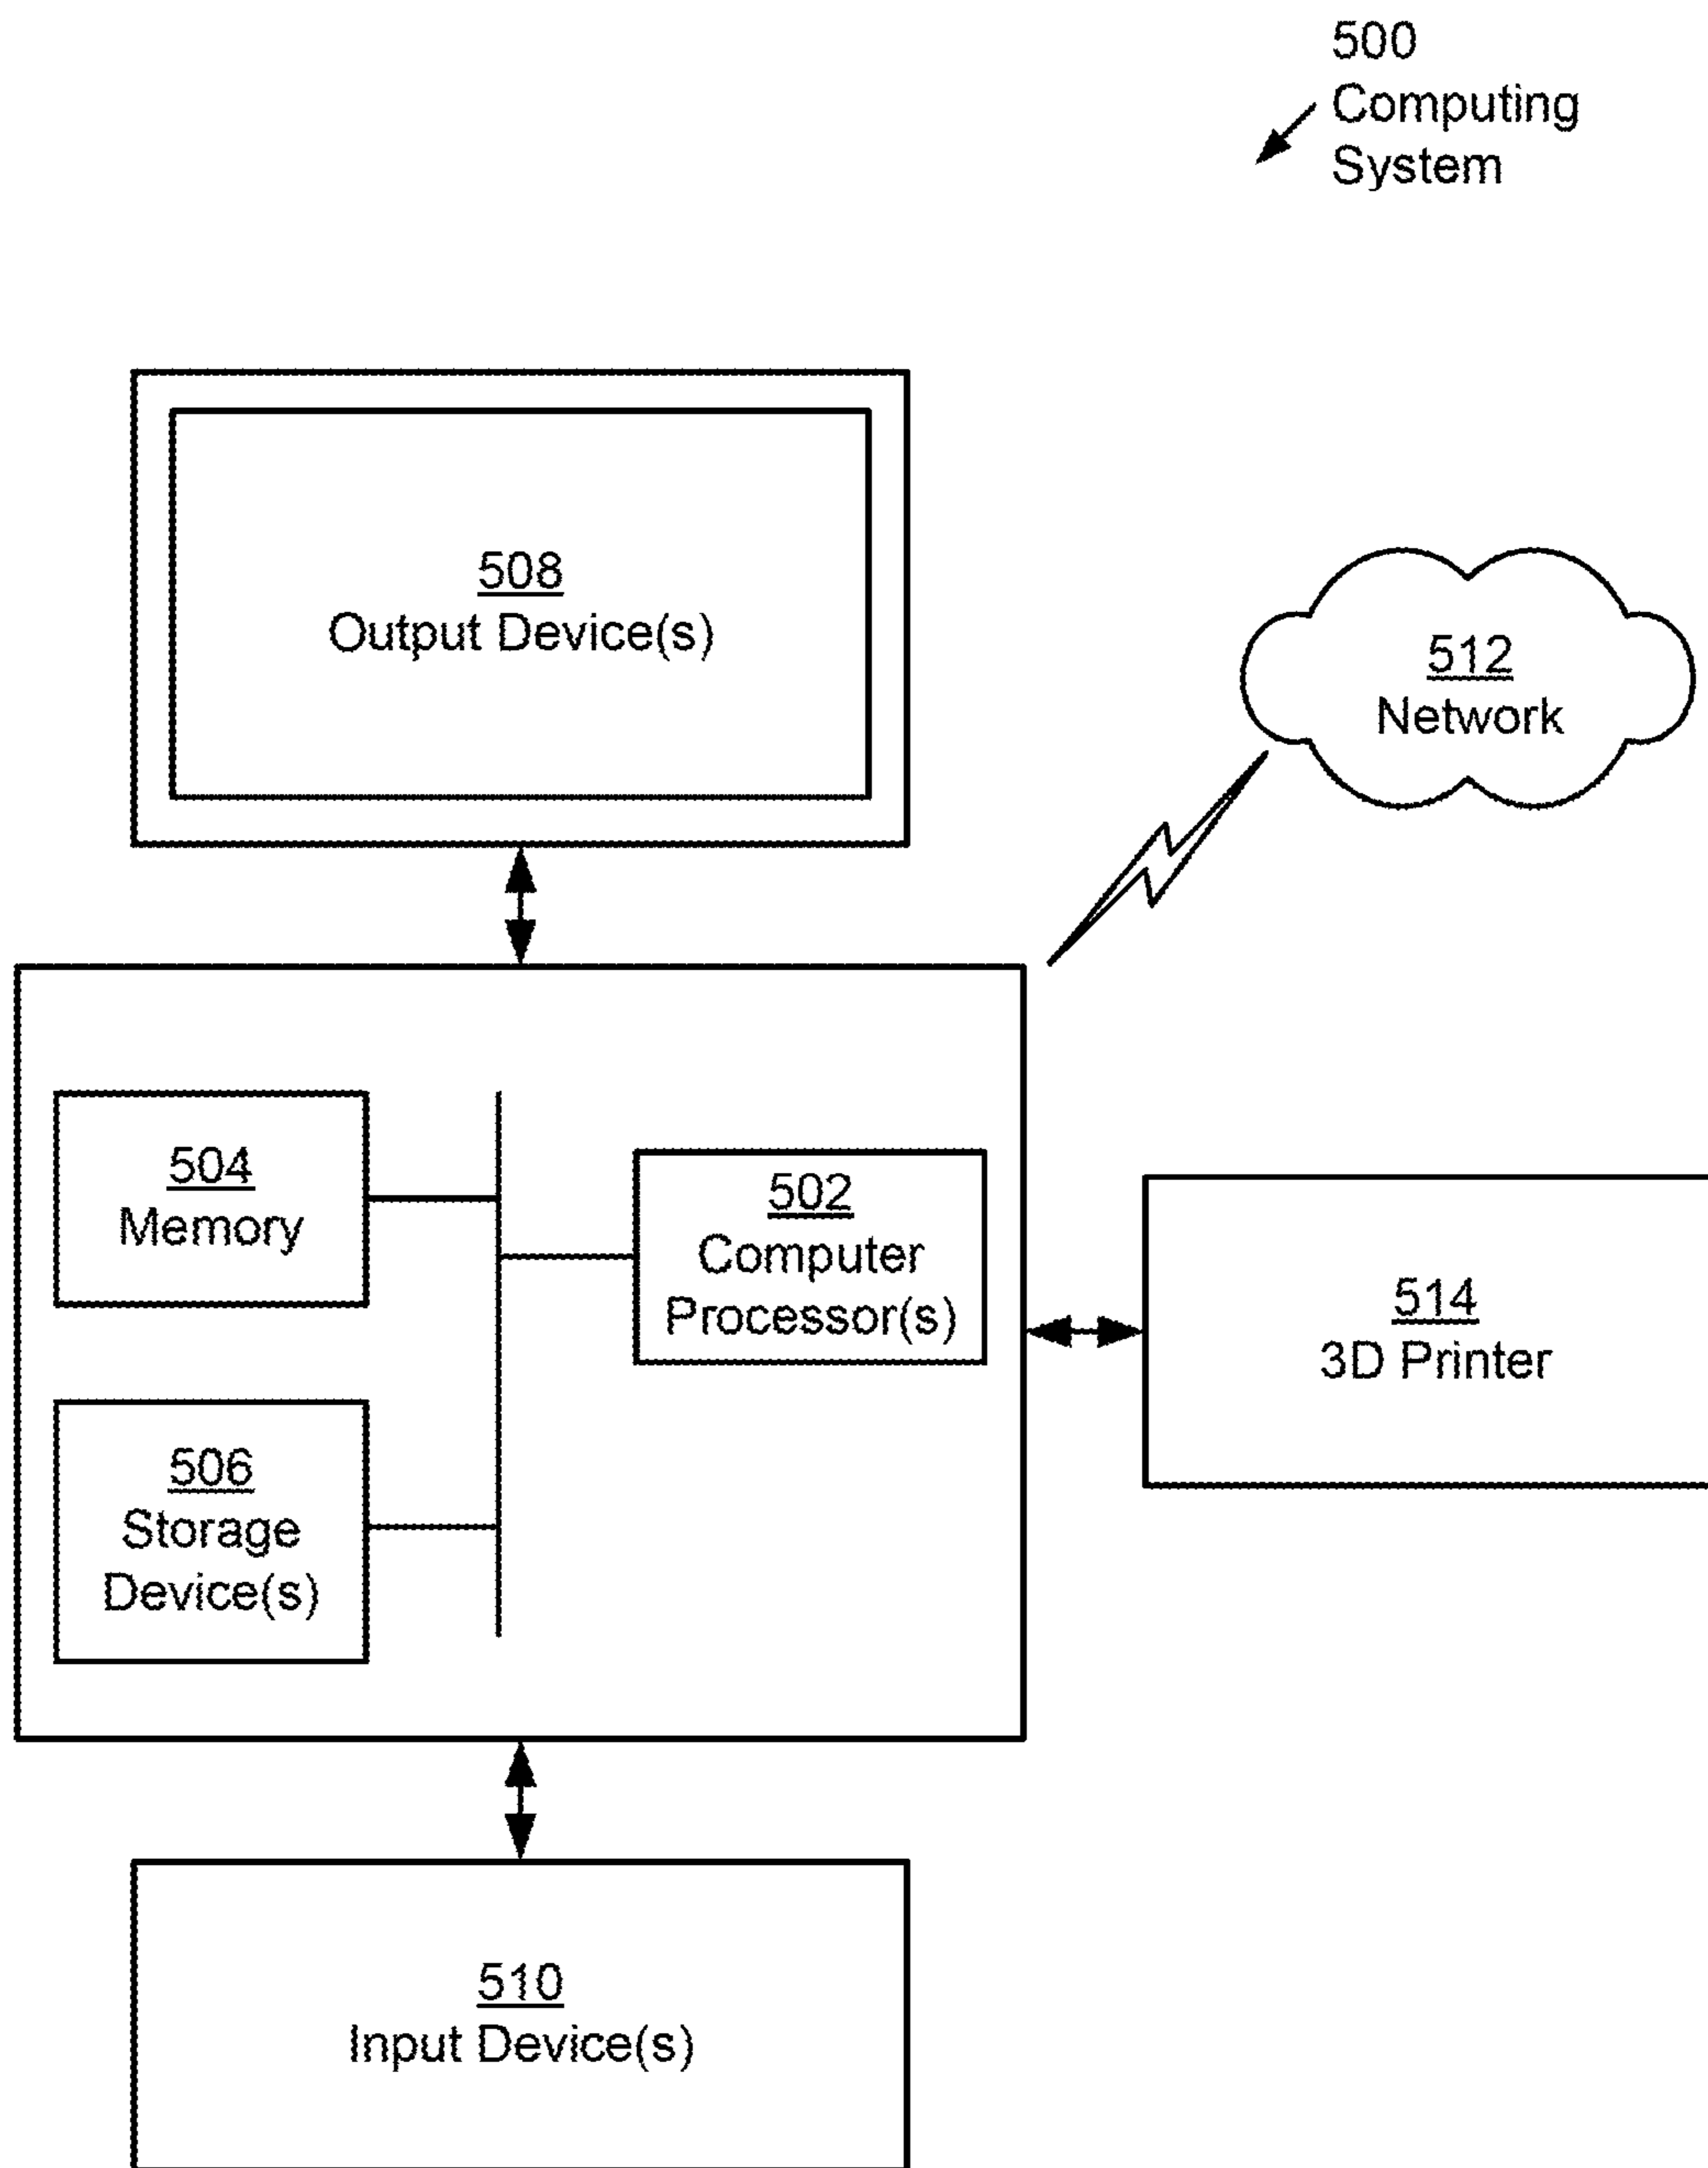 500
Computing
System
508
Output Device(s)
512
Network
504
Memory
502
Computer
Processor(s)
514
3D Printer
506
Storage
Device(s)
510
Input Device(s)